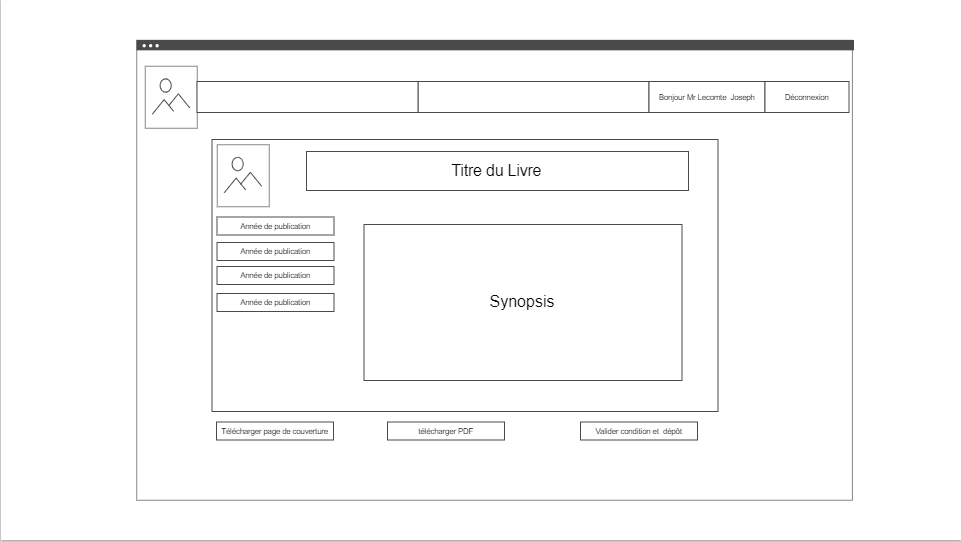 Bonjour Mr Lecomte Joseph
Déconnexion
Titre du Livre
Année de publication
Année de publication
Année de publication
Année de publication
Synopsis
Télécharger page de couverture
télécharger PDF
Valider condition et dépôt